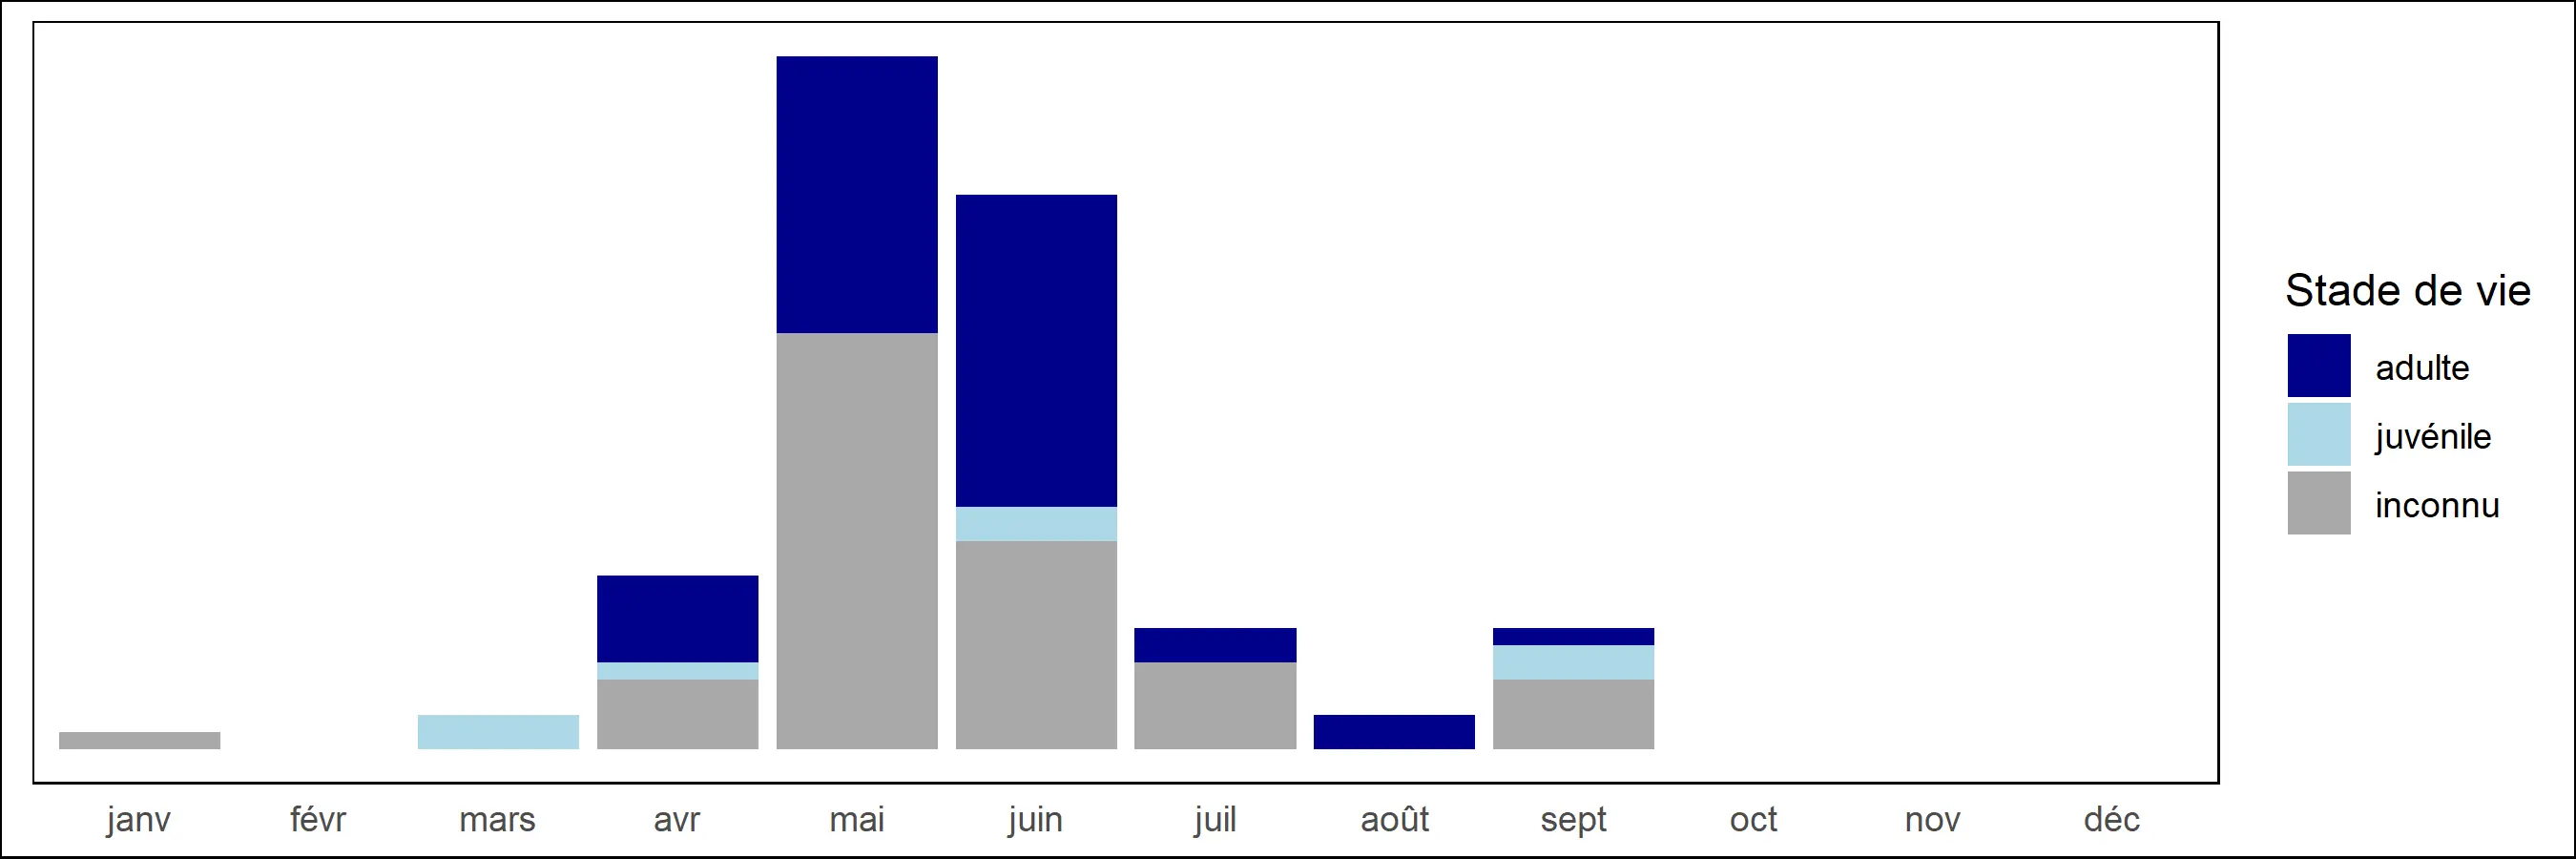 Stade de vie
adulte
juvénile
inconnu
janv févr mars avr mai juin juil août sept oct nov déc